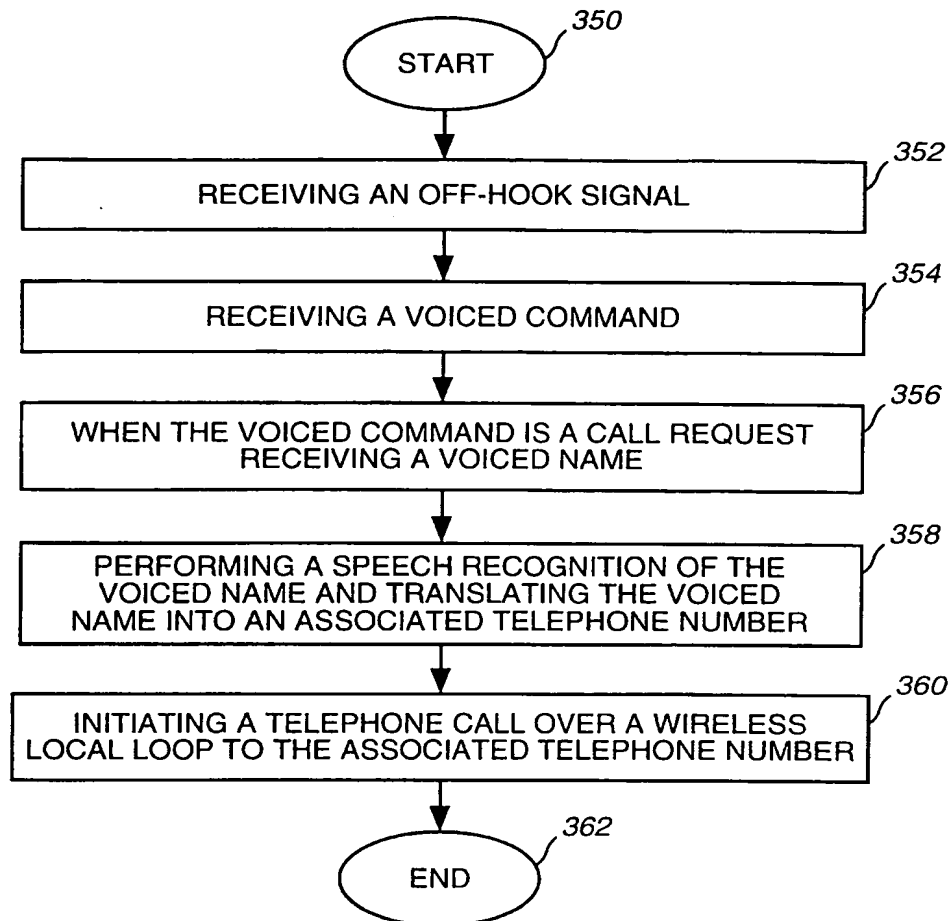 350
START
352
RECEIVING AN OFF-HOOK SIGNAL
354
RECEIVING A VOICED COMMAND
356
WHEN THE VOICED COMMAND IS A CALL REQUEST
RECEIVING A VOICED NAME
358
PERFORMING A SPEECH RECOGNITION OF THE
VOICED NAME AND TRANSLATING THE VOICED
NAME INTO AN ASSOCIATED TELEPHONE NUMBER
360
INITIATING A TELEPHONE CALL OVER A WIRELESS
LOCAL LOOP TO THE ASSOCIATED TELEPHONE NUMBER
362
END